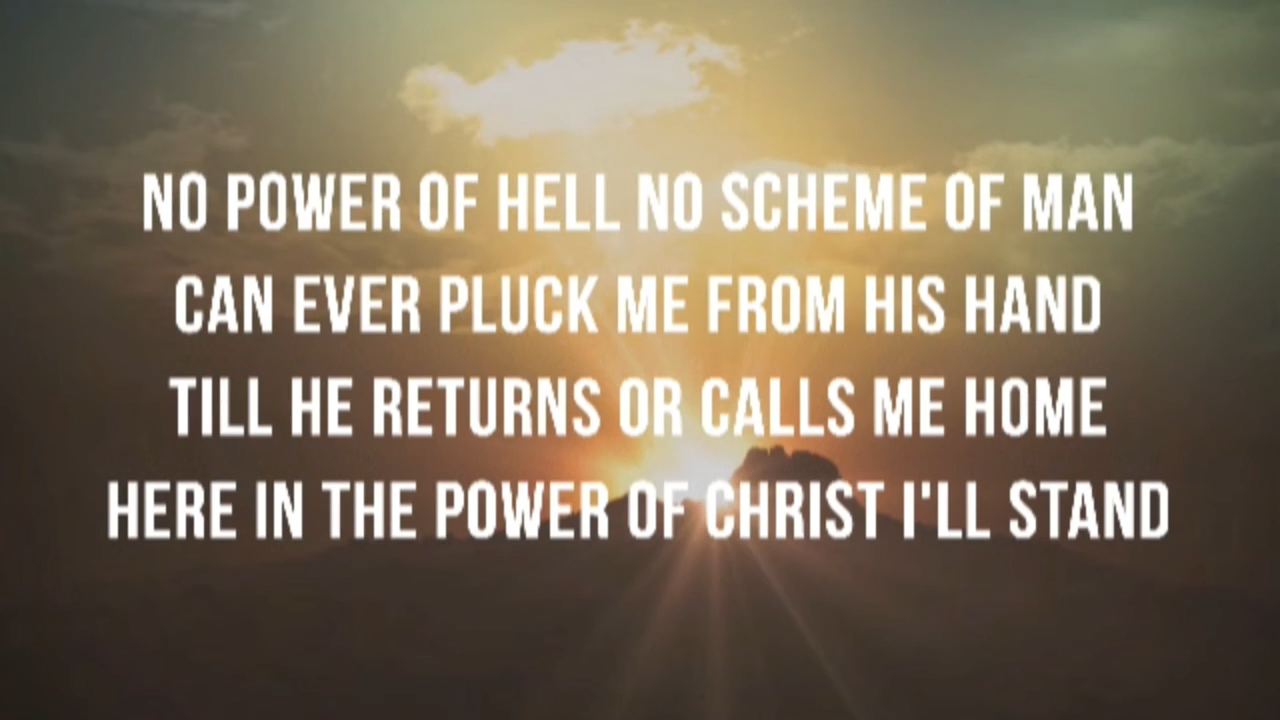 NO POWER OF HELL NO SCHEME OF MAN
CAN EVER PLUCK ME FROM HIS HAND
TILL HE RETURNS OR CALLS ME HOME
HERE IN THE POWER OF CHRIST I'LL STAND